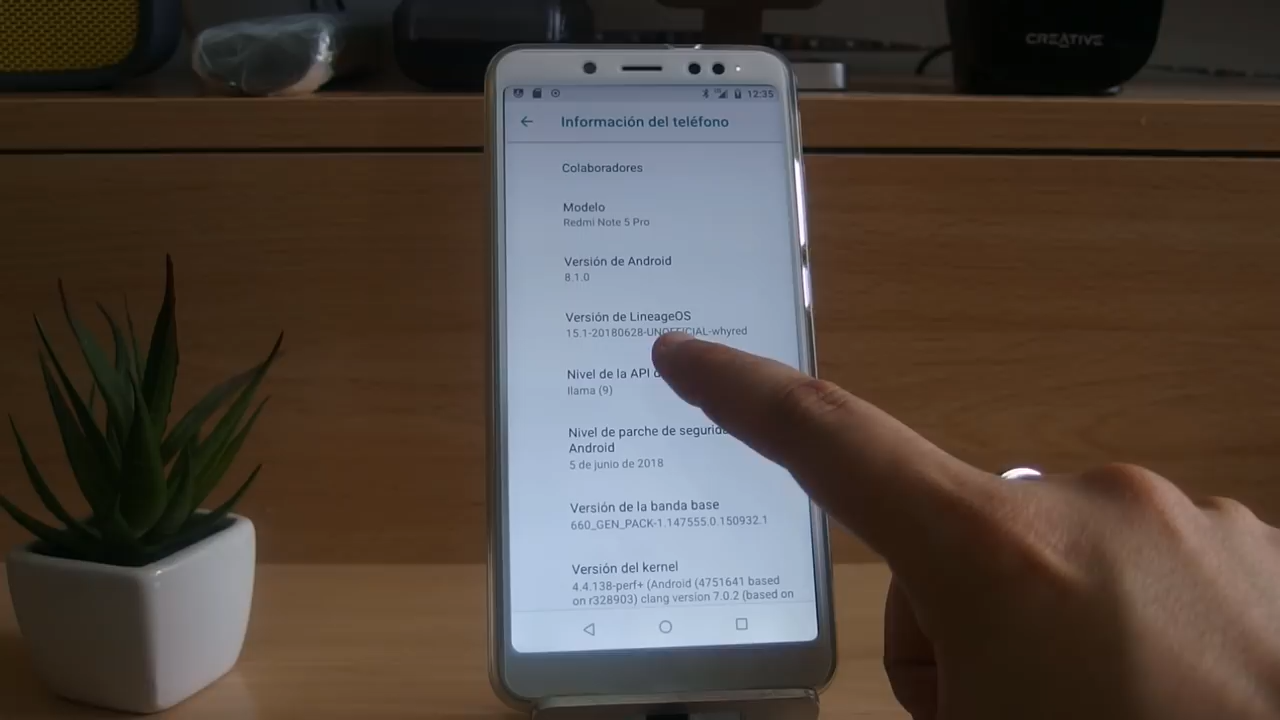 CREATIVE
12:35
Información del teléfono
Colaboradores
Modelo
Redmi Note 5 Pro
Versión de Android
8.1.0
Versión de LineageOS
15.1-20180628-UNOFFICIAL-whyred
Nivel de la API
llama (9)
Nivel de parche de
Android
5 de junio de 2018
Versión de la banda base
660_GEN_PACK-1.147555.0.150932.1
Versión del kernel
4.4.138-perf+ (Android (4751641 based
on r328903) clang version 7.0.2 (based on